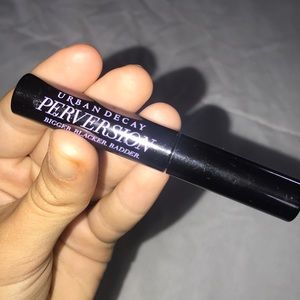 URBAN DECAY
PERVERSION
BIGGER. BLACKER. BADDER.